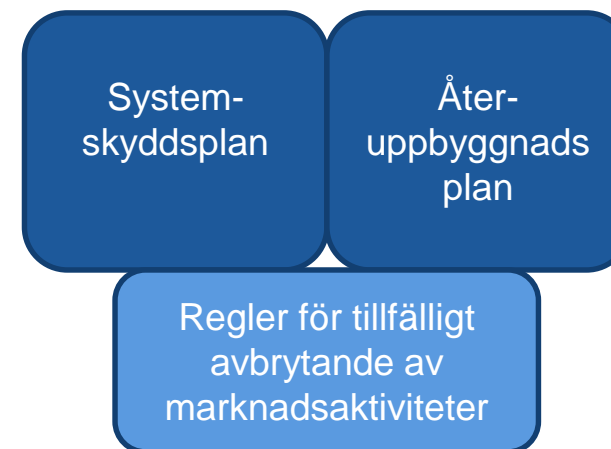 System-
skyddsplan
Åter-
uppbyggnads
plan
Regler för tillfälligt
avbrytande av
marknadsaktiviteter